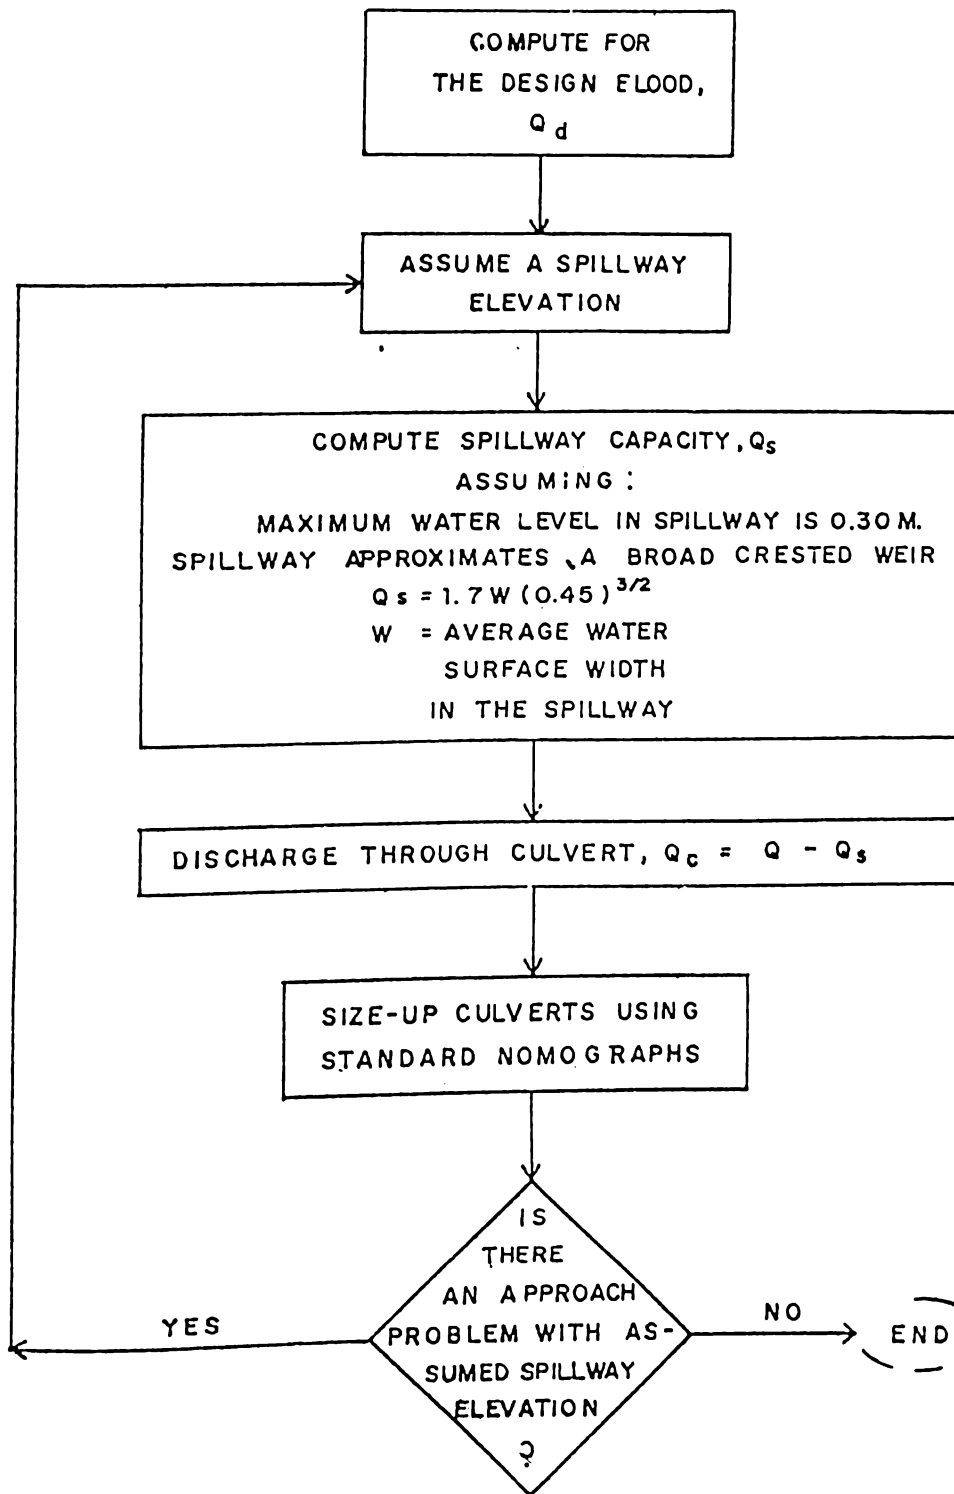 COMPUTE FOR
THE DESIGN FLOOD,
Qd
ASSUME A SPILLWAY
ELEVATION
COMPUTE SPILLWAY CAPACITY, Qs
ASSUMING :
MAXIMUM WATER LEVEL IN SPILLWAY IS 0.30 M.
SPILLWAY APPROXIMATES A BROAD CRESTED WEIR
Qs = 1.7 W (0.45)^3/2
W = AVERAGE WATER
SURFACE WIDTH
IN THE SPILLWAY
DISCHARGE THROUGH CULVERT, Qc = Q - Qs
SIZE-UP CULVERTS USING
STANDARD NOMOGRAPHS
IS
THERE
AN APPROACH
PROBLEM WITH AS-
SUMED SPILLWAY
ELEVATION
?
YES
NO
END